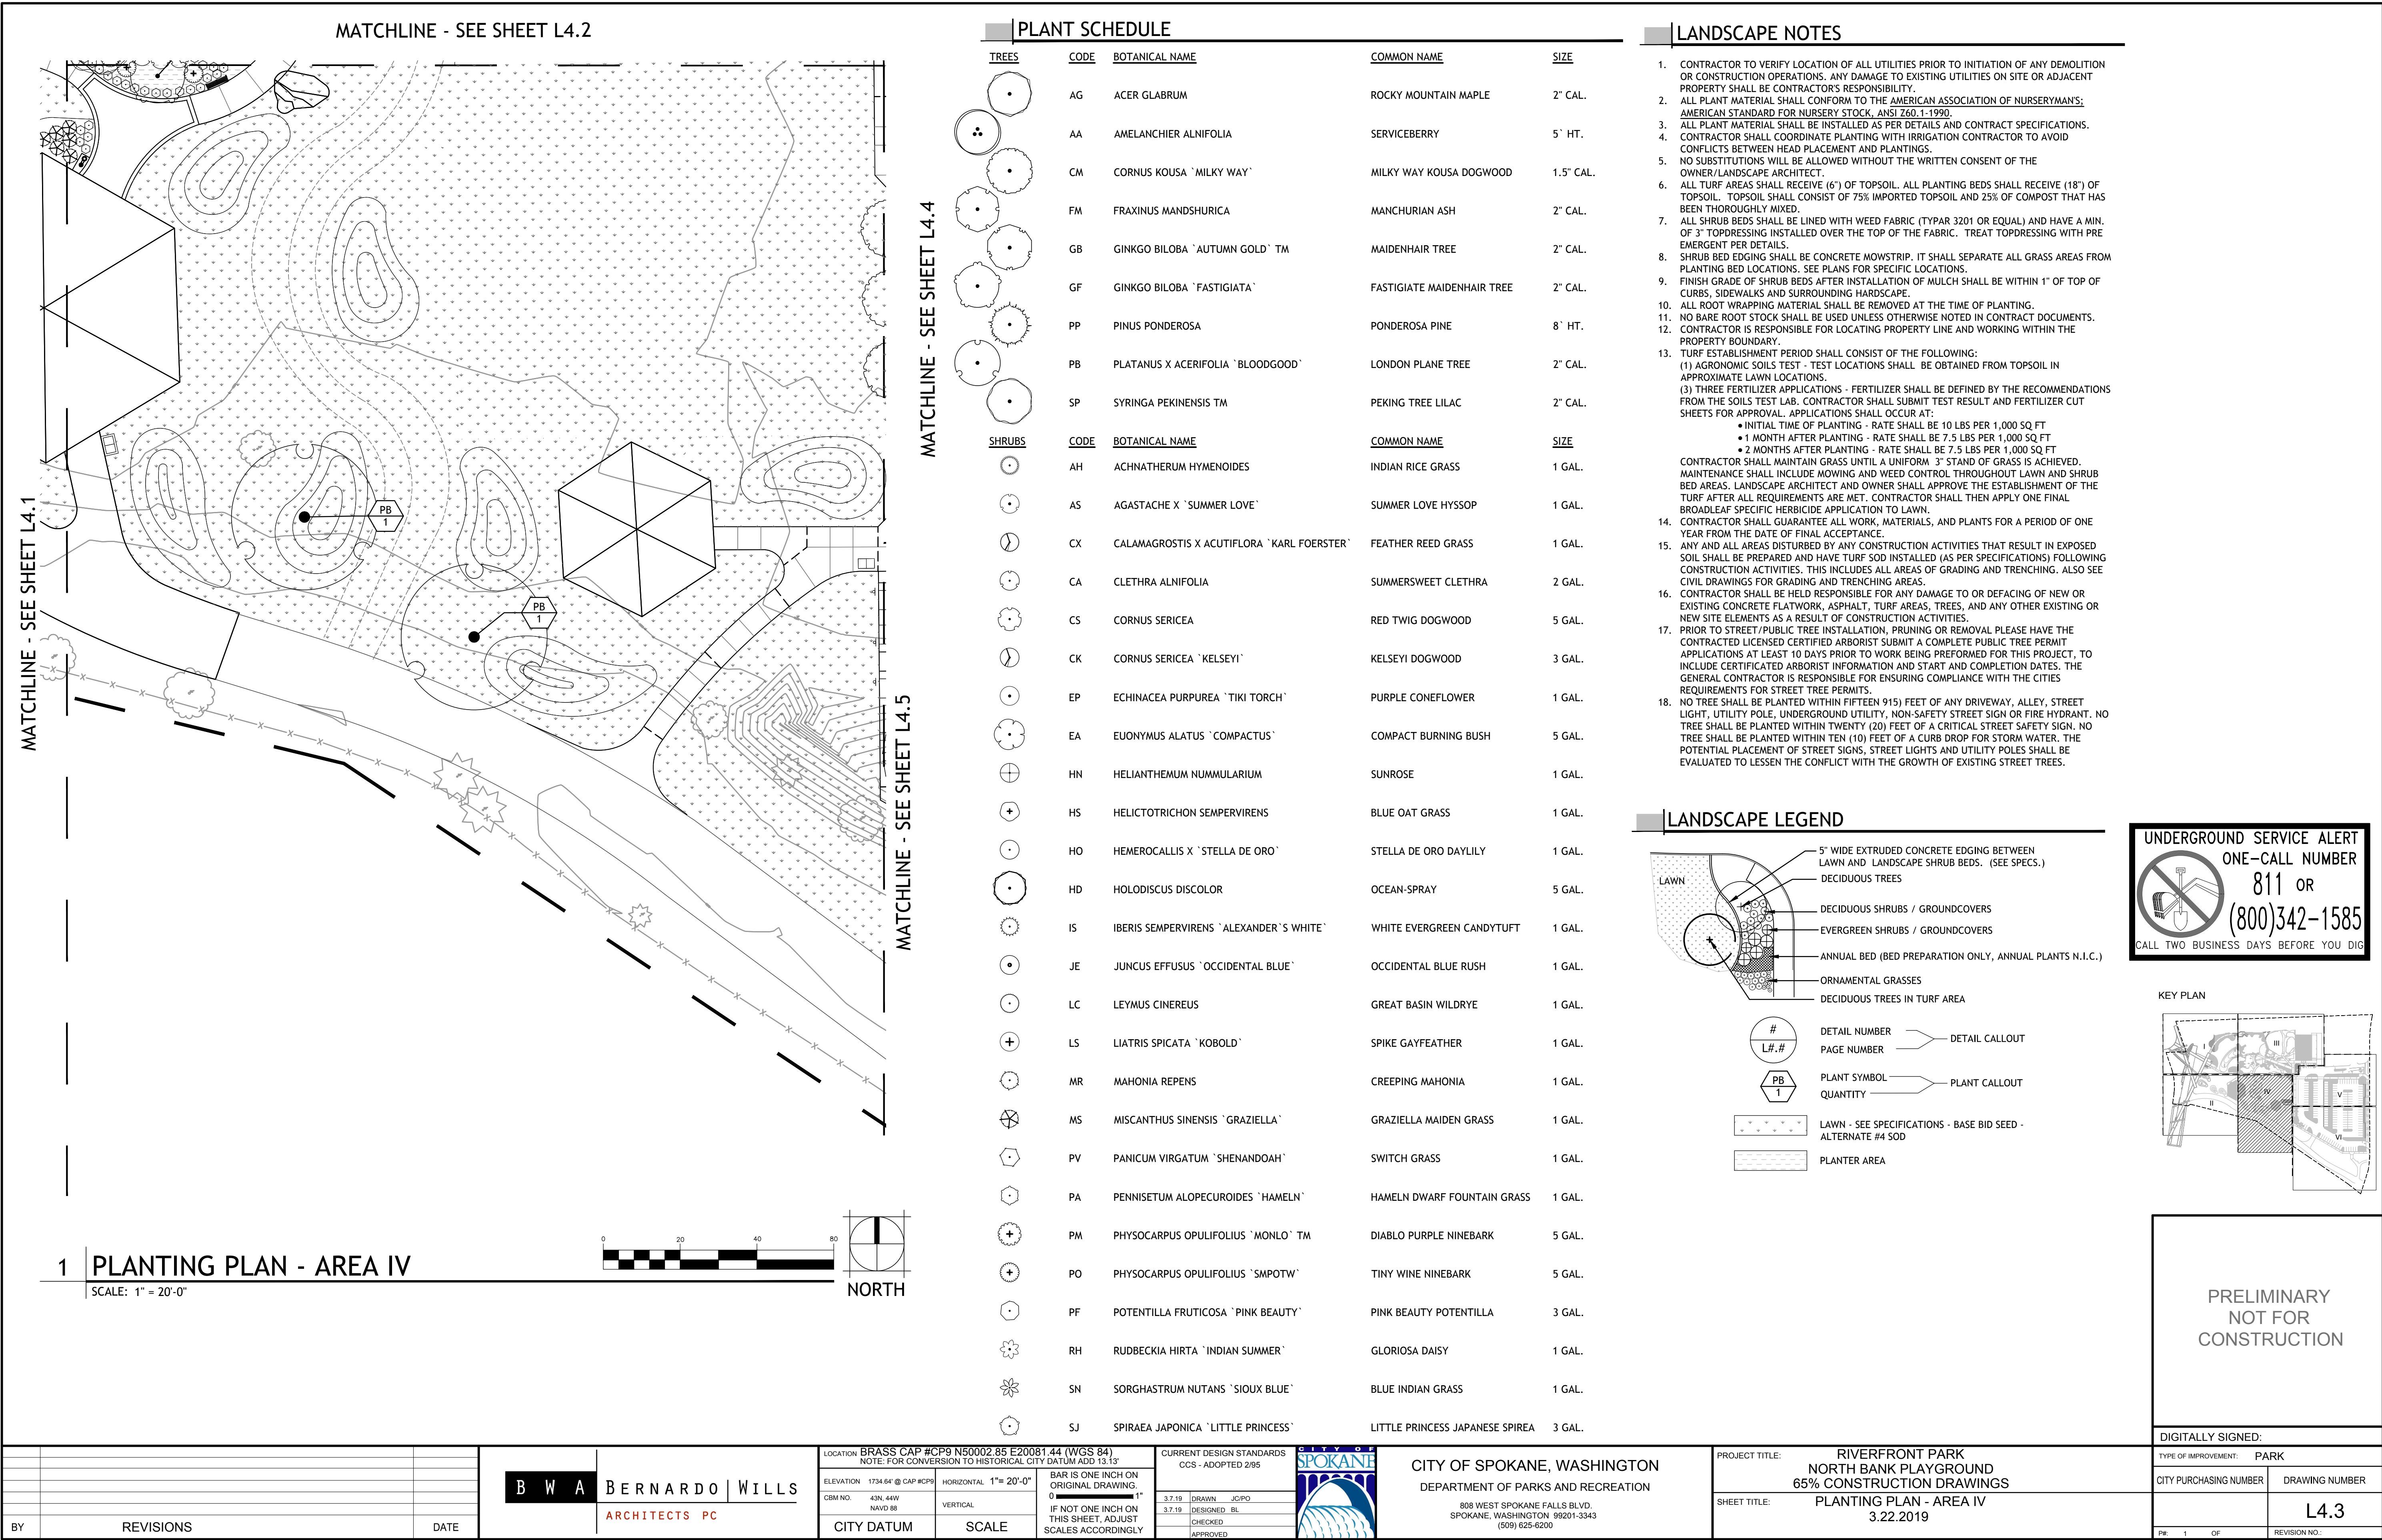 MATCHLINE - SEE SHEET L4.2
MATCHLINE - SEE SHEET L4.1
MATCHLINE - SEE SHEET L4.4
MATCHLINE - SEE SHEET L4.5
PB
1
PB
1
1 PLANTING PLAN - AREA IV
SCALE: 1" = 20'-0"
0 20 40 80
NORTH
PLANT SCHEDULE
TREES CODE BOTANICAL NAME COMMON NAME SIZE
AG ACER GLABRUM ROCKY MOUNTAIN MAPLE 2" CAL.
AA AMELANCHIER ALNIFOLIA SERVICEBERRY 5` HT.
CM CORNUS KOUSA `MILKY WAY` MILKY WAY KOUSA DOGWOOD 1.5" CAL.
FM FRAXINUS MANDSHURICA MANCHURIAN ASH 2" CAL.
GB GINKGO BILOBA `AUTUMN GOLD` TM MAIDENHAIR TREE 2" CAL.
GF GINKGO BILOBA `FASTIGIATA` FASTIGIATE MAIDENHAIR TREE 2" CAL.
PP PINUS PONDEROSA PONDEROSA PINE 8` HT.
PB PLATANUS X ACERIFOLIA `BLOODGOOD` LONDON PLANE TREE 2" CAL.
SP SYRINGA PEKINENSIS TM PEKING TREE LILAC 2" CAL.
SHRUBS CODE BOTANICAL NAME COMMON NAME SIZE
AH ACHNATHERUM HYMENOIDES INDIAN RICE GRASS 1 GAL.
AS AGASTACHE X `SUMMER LOVE` SUMMER LOVE HYSSOP 1 GAL.
CX CALAMAGROSTIS X ACUTIFLORA `KARL FOERSTER` FEATHER REED GRASS 1 GAL.
CA CLETHRA ALNIFOLIA SUMMERSWEET CLETHRA 2 GAL.
CS CORNUS SERICEA RED TWIG DOGWOOD 5 GAL.
CK CORNUS SERICEA `KELSEYI` KELSEYI DOGWOOD 3 GAL.
EP ECHINACEA PURPUREA `TIKI TORCH` PURPLE CONEFLOWER 1 GAL.
EA EUONYMUS ALATUS `COMPACTUS` COMPACT BURNING BUSH 5 GAL.
HN HELIANTHEMUM NUMMULARIUM SUNROSE 1 GAL.
HS HELICTOTRICHON SEMPERVIRENS BLUE OAT GRASS 1 GAL.
HO HEMEROCALLIS X `STELLA DE ORO` STELLA DE ORO DAYLILY 1 GAL.
HD HOLODISCUS DISCOLOR OCEAN-SPRAY 5 GAL.
IS IBERIS SEMPERVIRENS `ALEXANDER`S WHITE` WHITE EVERGREEN CANDYTUFT 1 GAL.
JE JUNCUS EFFUSUS `OCCIDENTAL BLUE` OCCIDENTAL BLUE RUSH 1 GAL.
LC LEYMUS CINEREUS GREAT BASIN WILDRYE 1 GAL.
LS LIATRIS SPICATA `KOBOLD` SPIKE GAYFEATHER 1 GAL.
MR MAHONIA REPENS CREEPING MAHONIA 1 GAL.
MS MISCANTHUS SINENSIS `GRAZIELLA` GRAZIELLA MAIDEN GRASS 1 GAL.
PV PANICUM VIRGATUM `SHENANDOAH` SWITCH GRASS 1 GAL.
PA PENNISETUM ALOPECUROIDES `HAMELN` HAMELN DWARF FOUNTAIN GRASS 1 GAL.
PM PHYSOCARPUS OPULIFOLIUS `MONLO` TM DIABLO PURPLE NINEBARK 5 GAL.
PO PHYSOCARPUS OPULIFOLIUS `SMPOTW` TINY WINE NINEBARK 5 GAL.
PF POTENTILLA FRUTICOSA `PINK BEAUTY` PINK BEAUTY POTENTILLA 3 GAL.
RH RUDBECKIA HIRTA `INDIAN SUMMER` GLORIOSA DAISY 1 GAL.
SN SORGHASTRUM NUTANS `SIOUX BLUE` BLUE INDIAN GRASS 1 GAL.
SJ SPIRAEA JAPONICA `LITTLE PRINCESS` LITTLE PRINCESS JAPANESE SPIREA 3 GAL.
LANDSCAPE NOTES
1. CONTRACTOR TO VERIFY LOCATION OF ALL UTILITIES PRIOR TO INITIATION OF ANY DEMOLITION
OR CONSTRUCTION OPERATIONS. ANY DAMAGE TO EXISTING UTILITIES ON SITE OR ADJACENT
PROPERTY SHALL BE CONTRACTOR'S RESPONSIBILITY.
2. ALL PLANT MATERIAL SHALL CONFORM TO THE AMERICAN ASSOCIATION OF NURSERYMAN'S;
AMERICAN STANDARD FOR NURSERY STOCK, ANSI Z60.1-1990.
3. ALL PLANT MATERIAL SHALL BE INSTALLED AS PER DETAILS AND CONTRACT SPECIFICATIONS.
4. CONTRACTOR SHALL COORDINATE PLANTING WITH IRRIGATION CONTRACTOR TO AVOID
CONFLICTS BETWEEN HEAD PLACEMENT AND PLANTINGS.
5. NO SUBSTITUTIONS WILL BE ALLOWED WITHOUT THE WRITTEN CONSENT OF THE
OWNER/LANDSCAPE ARCHITECT.
6. ALL TURF AREAS SHALL RECEIVE (6") OF TOPSOIL. ALL PLANTING BEDS SHALL RECEIVE (18") OF
TOPSOIL. TOPSOIL SHALL CONSIST OF 75% IMPORTED TOPSOIL AND 25% OF COMPOST THAT HAS
BEEN THOROUGHLY MIXED.
7. ALL SHRUB BEDS SHALL BE LINED WITH WEED FABRIC (TYPAR 3201 OR EQUAL) AND HAVE A MIN.
OF 3" TOPDRESSING INSTALLED OVER THE TOP OF THE FABRIC. TREAT TOPDRESSING WITH PRE
EMERGENT PER DETAILS.
8. SHRUB BED EDGING SHALL BE CONCRETE MOWSTRIP. IT SHALL SEPARATE ALL GRASS AREAS FROM
PLANTING BED LOCATIONS. SEE PLANS FOR SPECIFIC LOCATIONS.
9. FINISH GRADE OF SHRUB BEDS AFTER INSTALLATION OF MULCH SHALL BE WITHIN 1" OF TOP OF
CURBS, SIDEWALKS AND SURROUNDING HARDSCAPE.
10. ALL ROOT WRAPPING MATERIAL SHALL BE REMOVED AT THE TIME OF PLANTING.
11. NO BARE ROOT STOCK SHALL BE USED UNLESS OTHERWISE NOTED IN CONTRACT DOCUMENTS.
12. CONTRACTOR IS RESPONSIBLE FOR LOCATING PROPERTY LINE AND WORKING WITHIN THE
PROPERTY BOUNDARY.
13. TURF ESTABLISHMENT PERIOD SHALL CONSIST OF THE FOLLOWING:
(1) AGRONOMIC SOILS TEST - TEST LOCATIONS SHALL BE OBTAINED FROM TOPSOIL IN
APPROXIMATE LAWN LOCATIONS.
(3) THREE FERTILIZER APPLICATIONS - FERTILIZER SHALL BE DEFINED BY THE RECOMMENDATIONS
FROM THE SOILS TEST LAB. CONTRACTOR SHALL SUBMIT TEST RESULT AND FERTILIZER CUT
SHEETS FOR APPROVAL. APPLICATIONS SHALL OCCUR AT:
• INITIAL TIME OF PLANTING - RATE SHALL BE 10 LBS PER 1,000 SQ FT
• 1 MONTH AFTER PLANTING - RATE SHALL BE 7.5 LBS PER 1,000 SQ FT
• 2 MONTHS AFTER PLANTING - RATE SHALL BE 7.5 LBS PER 1,000 SQ FT
CONTRACTOR SHALL MAINTAIN GRASS UNTIL A UNIFORM 3" STAND OF GRASS IS ACHIEVED.
MAINTENANCE SHALL INCLUDE MOWING AND WEED CONTROL THROUGHOUT LAWN AND SHRUB
BED AREAS. LANDSCAPE ARCHITECT AND OWNER SHALL APPROVE THE ESTABLISHMENT OF THE
TURF AFTER ALL REQUIREMENTS ARE MET. CONTRACTOR SHALL THEN APPLY ONE FINAL
BROADLEAF SPECIFIC HERBICIDE APPLICATION TO LAWN.
14. CONTRACTOR SHALL GUARANTEE ALL WORK, MATERIALS, AND PLANTS FOR A PERIOD OF ONE
YEAR FROM THE DATE OF FINAL ACCEPTANCE.
15. ANY AND ALL AREAS DISTURBED BY ANY CONSTRUCTION ACTIVITIES THAT RESULT IN EXPOSED
SOIL SHALL BE PREPARED AND HAVE TURF SOD INSTALLED (AS PER SPECIFICATIONS) FOLLOWING
CONSTRUCTION ACTIVITIES. THIS INCLUDES ALL AREAS OF GRADING AND TRENCHING. ALSO SEE
CIVIL DRAWINGS FOR GRADING AND TRENCHING AREAS.
16. CONTRACTOR SHALL BE HELD RESPONSIBLE FOR ANY DAMAGE TO OR DEFACING OF NEW OR
EXISTING CONCRETE FLATWORK, ASPHALT, TURF AREAS, TREES, AND ANY OTHER EXISTING OR
NEW SITE ELEMENTS AS A RESULT OF CONSTRUCTION ACTIVITIES.
17. PRIOR TO STREET/PUBLIC TREE INSTALLATION, PRUNING OR REMOVAL PLEASE HAVE THE
CONTRACTED LICENSED CERTIFIED ARBORIST SUBMIT A COMPLETE PUBLIC TREE PERMIT
APPLICATIONS AT LEAST 10 DAYS PRIOR TO WORK BEING PREFORMED FOR THIS PROJECT, TO
INCLUDE CERTIFICATED ARBORIST INFORMATION AND START AND COMPLETION DATES. THE
GENERAL CONTRACTOR IS RESPONSIBLE FOR ENSURING COMPLIANCE WITH THE CITIES
REQUIREMENTS FOR STREET TREE PERMITS.
18. NO TREE SHALL BE PLANTED WITHIN FIFTEEN 915) FEET OF ANY DRIVEWAY, ALLEY, STREET
LIGHT, UTILITY POLE, UNDERGROUND UTILITY, NON-SAFETY STREET SIGN OR FIRE HYDRANT. NO
TREE SHALL BE PLANTED WITHIN TWENTY (20) FEET OF A CRITICAL STREET SAFETY SIGN. NO
TREE SHALL BE PLANTED WITHIN TEN (10) FEET OF A CURB DROP FOR STORM WATER. THE
POTENTIAL PLACEMENT OF STREET SIGNS, STREET LIGHTS AND UTILITY POLES SHALL BE
EVALUATED TO LESSEN THE CONFLICT WITH THE GROWTH OF EXISTING STREET TREES.
LANDSCAPE LEGEND
LAWN
5" WIDE EXTRUDED CONCRETE EDGING BETWEEN
LAWN AND LANDSCAPE SHRUB BEDS. (SEE SPECS.)
DECIDUOUS TREES
DECIDUOUS SHRUBS / GROUNDCOVERS
EVERGREEN SHRUBS / GROUNDCOVERS
ANNUAL BED (BED PREPARATION ONLY, ANNUAL PLANTS N.I.C.)
ORNAMENTAL GRASSES
DECIDUOUS TREES IN TURF AREA
#
L#.#
DETAIL NUMBER
PAGE NUMBER
DETAIL CALLOUT
PB
1
PLANT SYMBOL
QUANTITY
PLANT CALLOUT
LAWN - SEE SPECIFICATIONS - BASE BID SEED -
ALTERNATE #4 SOD
PLANTER AREA
UNDERGROUND SERVICE ALERT
ONE-CALL NUMBER
811 OR
(800)342-1585
CALL TWO BUSINESS DAYS BEFORE YOU DIG
KEY PLAN
I
II
III
IV
V
VI
PRELIMINARY
NOT FOR
CONSTRUCTION
DIGITALLY SIGNED:
BY REVISIONS DATE
B W A BERNARDO | WILLS
ARCHITECTS PC
LOCATION BRASS CAP #CP9 N50002.85 E20081.44 (WGS 84)
NOTE: FOR CONVERSION TO HISTORICAL CITY DATUM ADD 13.13'
ELEVATION 1734.64' @ CAP #CP9
CBM NO. 43N, 44W
NAVD 88
CITY DATUM
HORIZONTAL 1"= 20'-0"
VERTICAL
SCALE
BAR IS ONE INCH ON
ORIGINAL DRAWING.
0 1"
IF NOT ONE INCH ON
THIS SHEET, ADJUST
SCALES ACCORDINGLY
CURRENT DESIGN STANDARDS
CCS - ADOPTED 2/95
3.7.19 DRAWN JC/PO
3.7.19 DESIGNED BL
CHECKED
APPROVED
CITY OF
SPOKANE
CITY OF SPOKANE, WASHINGTON
DEPARTMENT OF PARKS AND RECREATION
808 WEST SPOKANE FALLS BLVD.
SPOKANE, WASHINGTON 99201-3343
(509) 625-6200
PROJECT TITLE: RIVERFRONT PARK
NORTH BANK PLAYGROUND
65% CONSTRUCTION DRAWINGS
SHEET TITLE: PLANTING PLAN - AREA IV
3.22.2019
TYPE OF IMPROVEMENT: PARK
CITY PURCHASING NUMBER
DRAWING NUMBER
L4.3
P#: 1 OF
REVISION NO.: